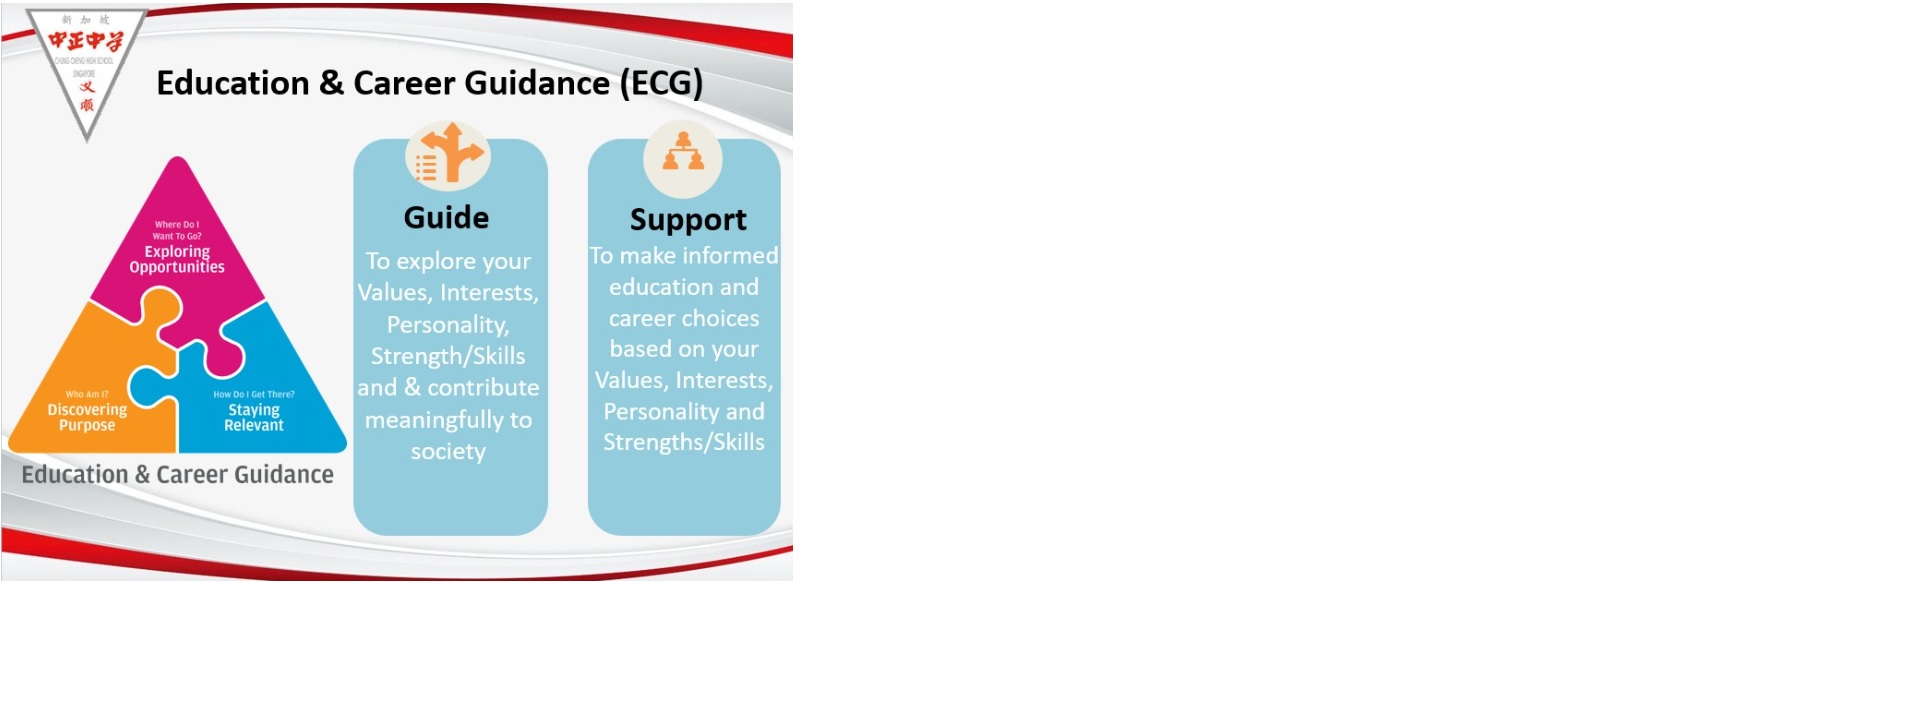 新加坡
中正中学
CHUNG CHENG HIGH SCHOOL
SINGAPORE
义
顺
Education & Career Guidance (ECG)
Where Do I
Want To Go?
Exploring
Opportunities
Who Am I?
Discovering
Purpose
How Do I Get There?
Staying
Relevant
Education & Career Guidance
Guide
To explore your
Values, Interests,
Personality,
Strength/Skills
and & contribute
meaningfully to
society
Support
To make informed
education and
career choices
based on your
Values, Interests,
Personality and
Strengths/Skills